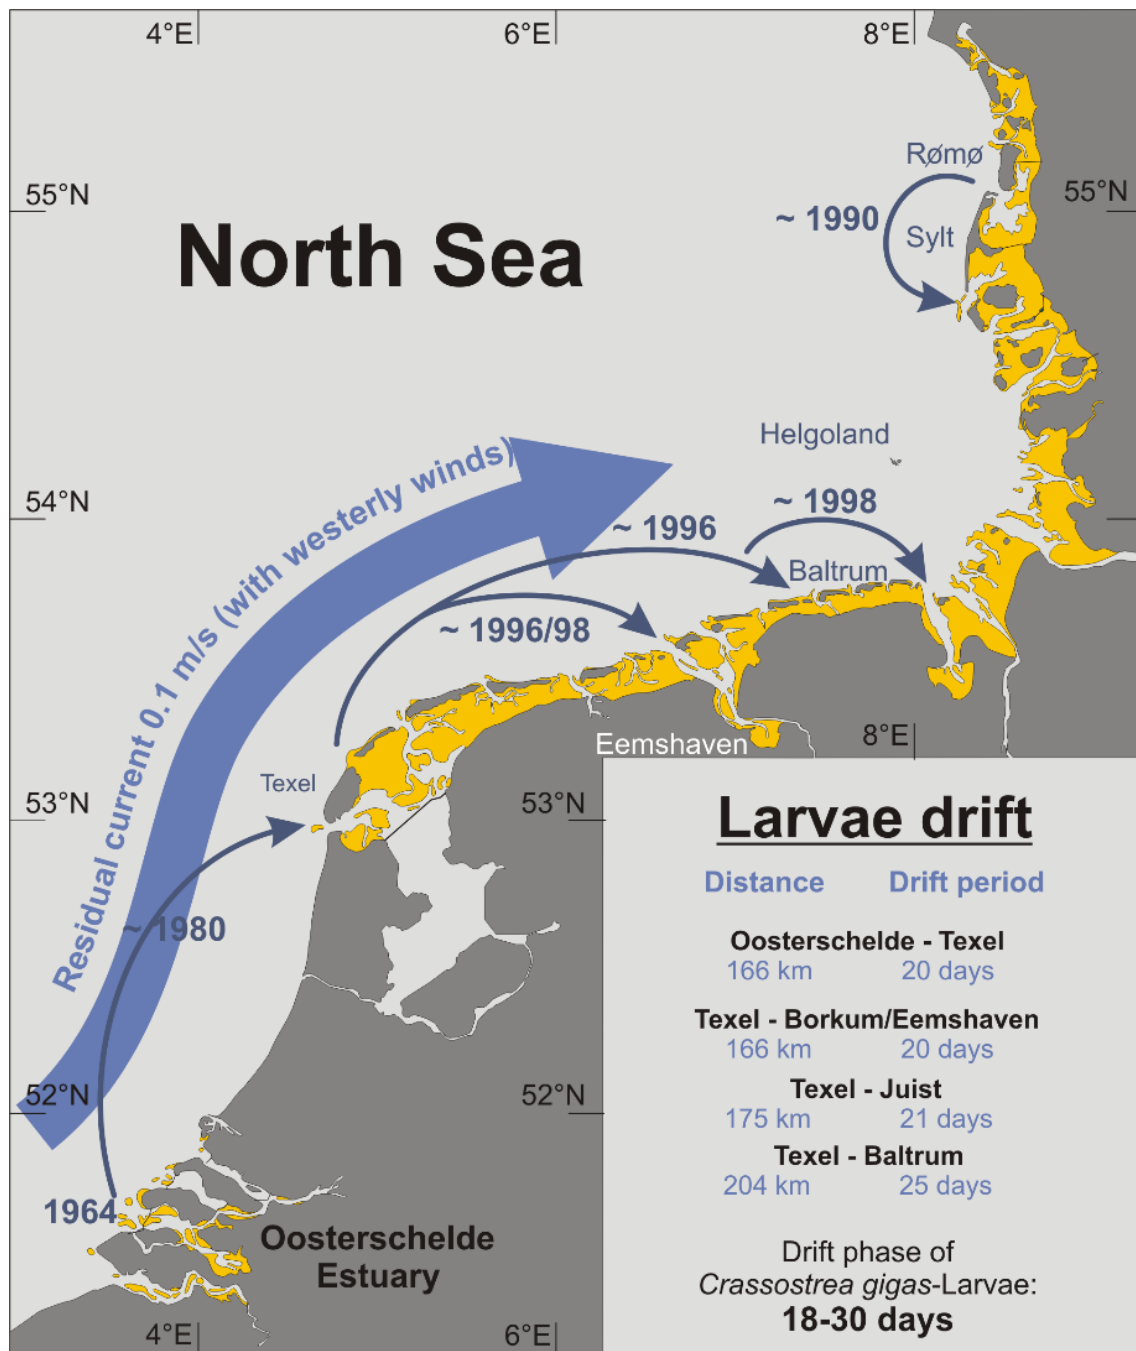 4°E
6°E
8°E
Rømø
55°N
55°N
~ 1990
Sylt
North Sea
Helgoland
54°N
~ 1998
~ 1996
Baltrum
~ 1996/98
Residual current 0.1 m/s (with westerly winds)
Eemshaven
8°E
Texel
53°N
53°N
~ 1980
52°N
52°N
1964
Oosterschelde
Estuary
4°E
6°E
Larvae drift
Distance Drift period
Oosterschelde - Texel
166 km 20 days
Texel - Borkum/Eemshaven
166 km 20 days
Texel - Juist
175 km 21 days
Texel - Baltrum
204 km 25 days
Drift phase of
Crassostrea gigas-Larvae:
18-30 days